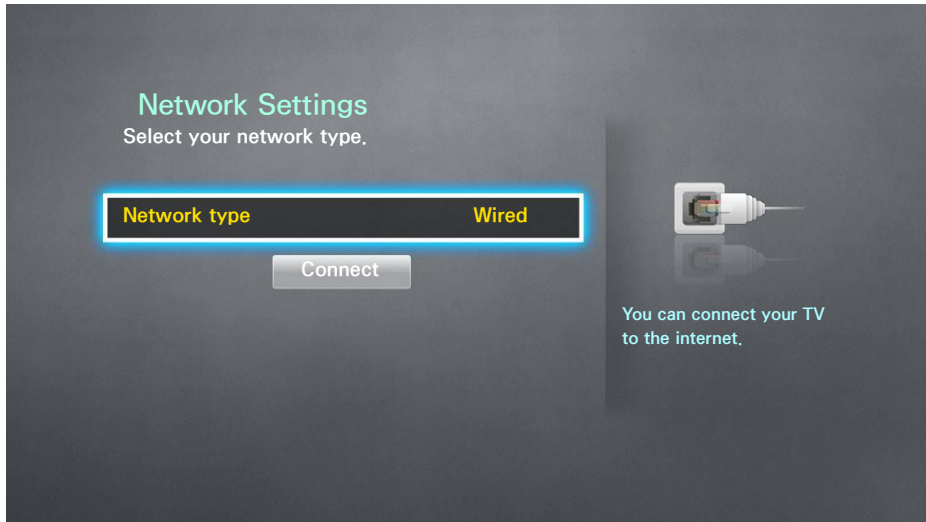 Network Settings
Select your network type.
Network type Wired
Connect
You can connect your TV
to the internet.